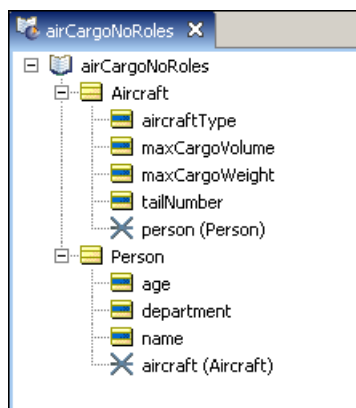 airCargoNoRoles
airCargoNoRoles
Aircraft
aircraftType
maxCargoVolume
maxCargoWeight
tailNumber
person (Person)
Person
age
department
name
aircraft (Aircraft)